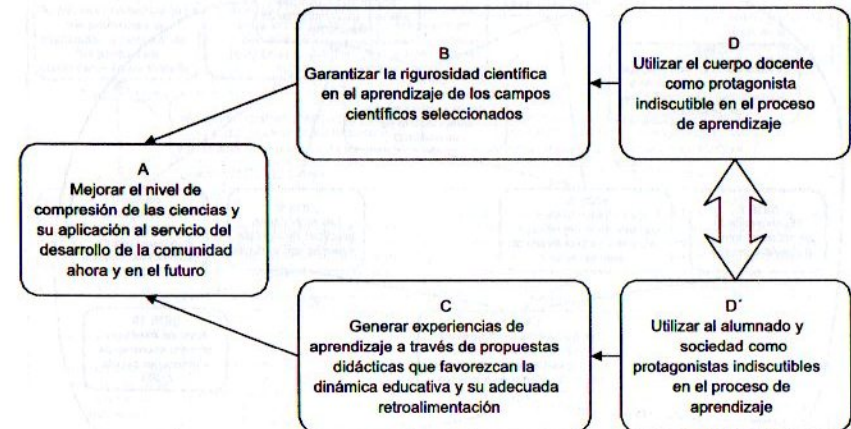 B
Garantizar la rigurosidad científica
en el aprendizaje de los campos
científicos seleccionados
D
Utilizar el cuerpo docente
como protagonista
indiscutible en el proceso
de aprendizaje
A
Mejorar el nivel de
compresión de las ciencias y
su aplicación al servicio del
desarrollo de la comunidad
ahora y en el futuro
C
Generar experiencias de
aprendizaje a través de propuestas
didácticas que favorezcan la
dinámica educativa y su adecuada
retroalimentación
D´
Utilizar al alumnado y
sociedad como
protagonistas indiscutibles
en el proceso de
aprendizaje